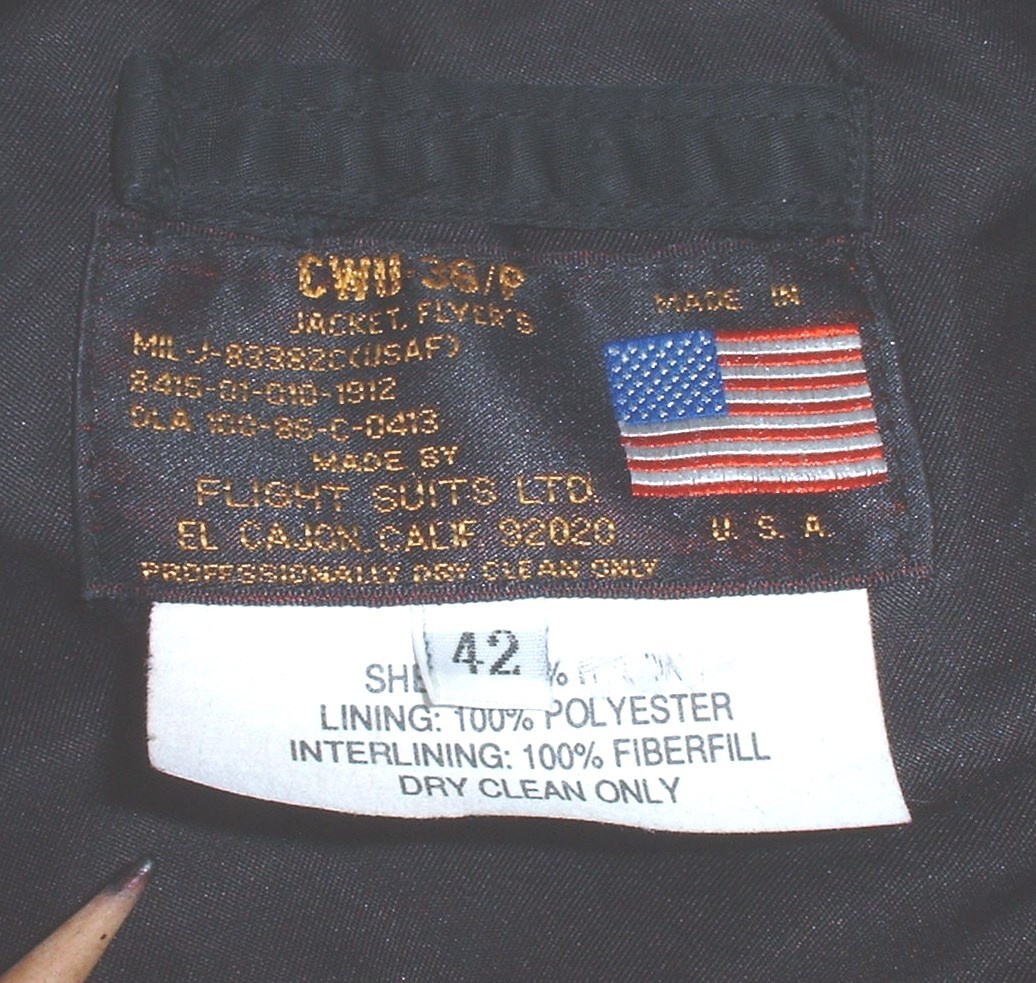 CWU-36/P
JACKET, FLYER'S
MIL-J-83382C(USAF)
8415-01-010-1912
DLA 100-86-C-0413
MADE BY
FLIGHT SUITS LTD.
EL CAJON, CALIF 92020
PROFESSIONALLY DRY CLEAN ONLY
MADE IN
U. S. A.
42
LINING: 100% POLYESTER
INTERLINING: 100% FIBERFILL
DRY CLEAN ONLY